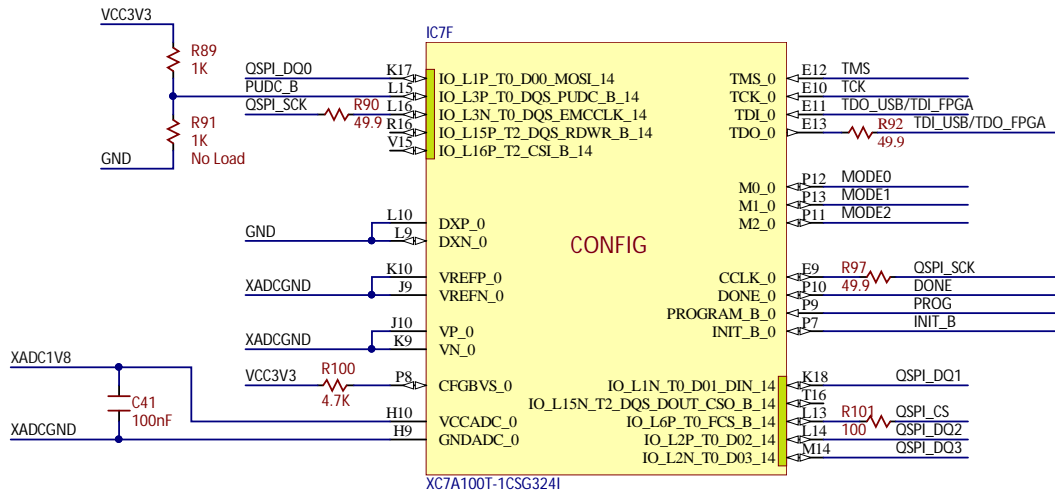 VCC3V3
R89
1K
R91
1K
No Load
GND
IC7F
QSPI_DQ0
K17
IO_L1P_T0_D00_MOSI_14
PUDC_B
L15
IO_L3P_T0_DQS_PUDC_B_14
QSPI_SCK
R90
49.9
L16
IO_L3N_T0_DQS_EMCCLK_14
R16
IO_L15P_T2_DQS_RDWR_B_14
V15
IO_L16P_T2_CSI_B_14
L10
DXP_0
GND
L9
DXN_0
K10
VREFP_0
XADCGND
J9
VREFN_0
J10
VP_0
XADCGND
K9
VN_0
XADC1V8
VCC3V3
R100
4.7K
P8
CFGBVS_0
C41
100nF
H10
VCCADC_0
XADCGND
H9
GNDADC_0
CONFIG
TMS_0
E12
TMS
TCK_0
E10
TCK
TDI_0
E11
TDO_USB/TDI_FPGA
TDO_0
E13
R92
49.9
TDI_USB/TDO_FPGA
M0_0
P12
MODE0
M1_0
P13
MODE1
M2_0
P11
MODE2
CCLK_0
E9
R97
49.9
QSPI_SCK
DONE_0
P10
DONE
PROGRAM_B_0
P9
PROG
INIT_B_0
P7
INIT_B
IO_L1N_T0_D01_DIN_14
K18
QSPI_DQ1
IO_L15N_T2_DQS_DOUT_CSO_B_14
T16
IO_L6P_T0_FCS_B_14
L13
R101
100
QSPI_CS
IO_L2P_T0_D02_14
L14
QSPI_DQ2
IO_L2N_T0_D03_14
M14
QSPI_DQ3
XC7A100T-1CSG324I